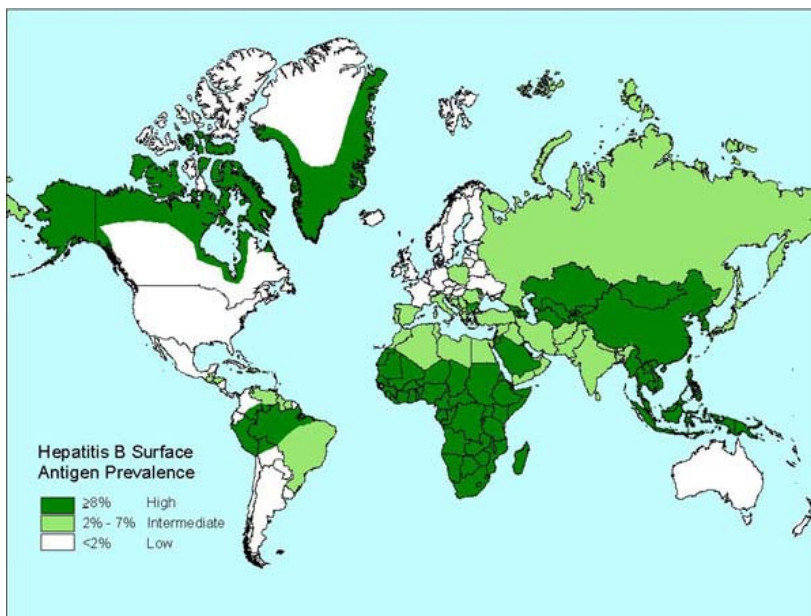 Hepatitis B Surface
Antigen Prevalence
≥8% High
2% - 7% Intermediate
<2% Low